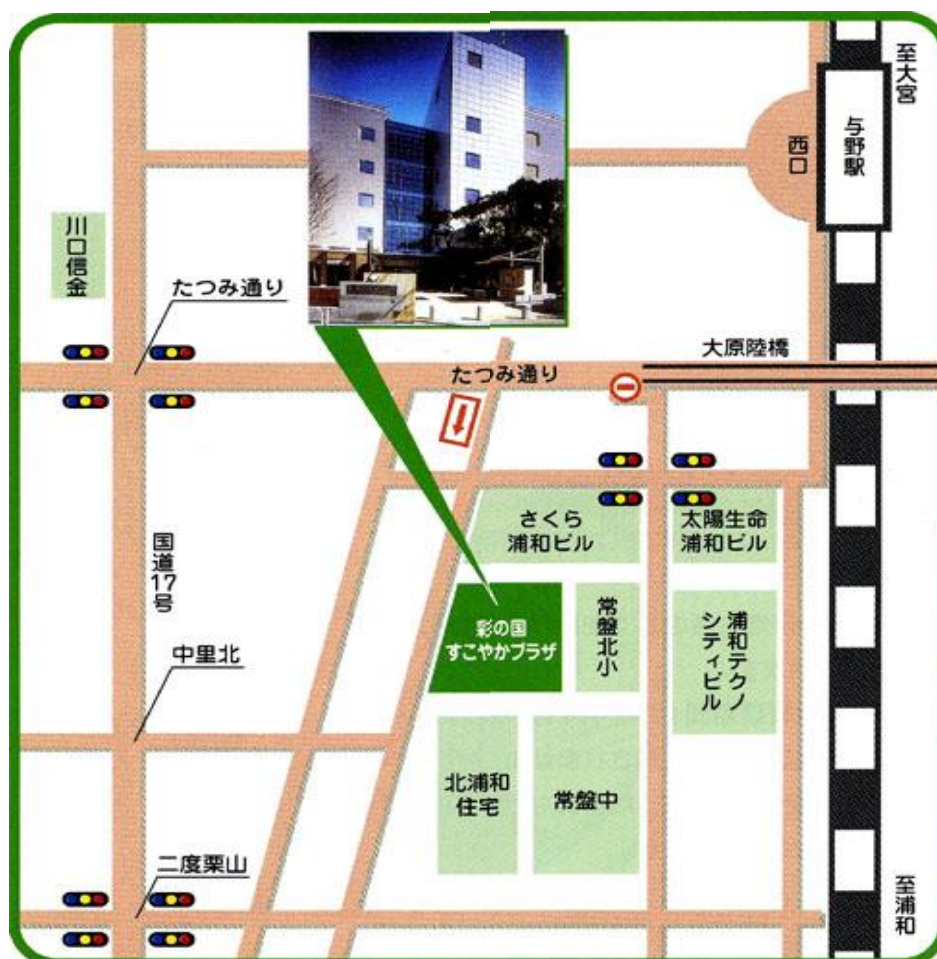 至大宮
与野駅
西口
川口信金
たつみ通り
大原陸橋
たつみ通り
さくら
浦和ビル
太陽生命
浦和ビル
国道17号
彩の国
すこやかプラザ
常盤北小
浦和テクノ
シティビル
中里北
北浦和
住宅
常盤中
二度栗山
至浦和